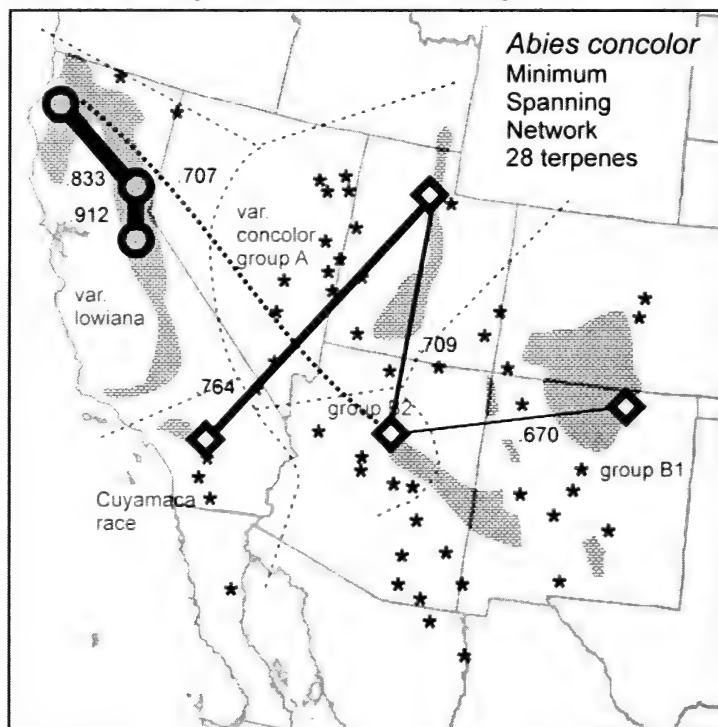 Abies concolor
Minimum
Spanning
Network
28 terpenes
.833
.707
.912
var.
concolor
group A
var.
lowiana
.709
.764
group B2
.670
group B1
Cuyamaca
race